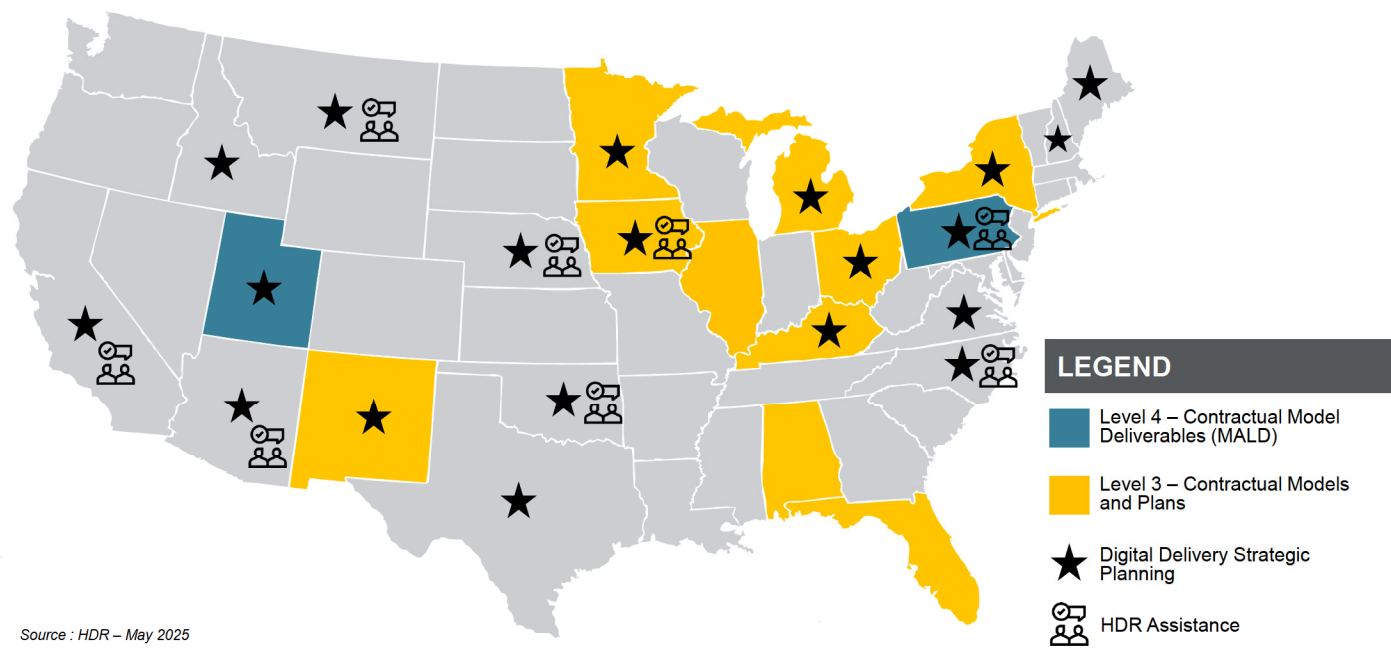 LEGEND
Level 4 – Contractual Model
Deliverables (MALD)
Level 3 – Contractual Models
and Plans
Digital Delivery Strategic
Planning
HDR Assistance
Source : HDR – May 2025